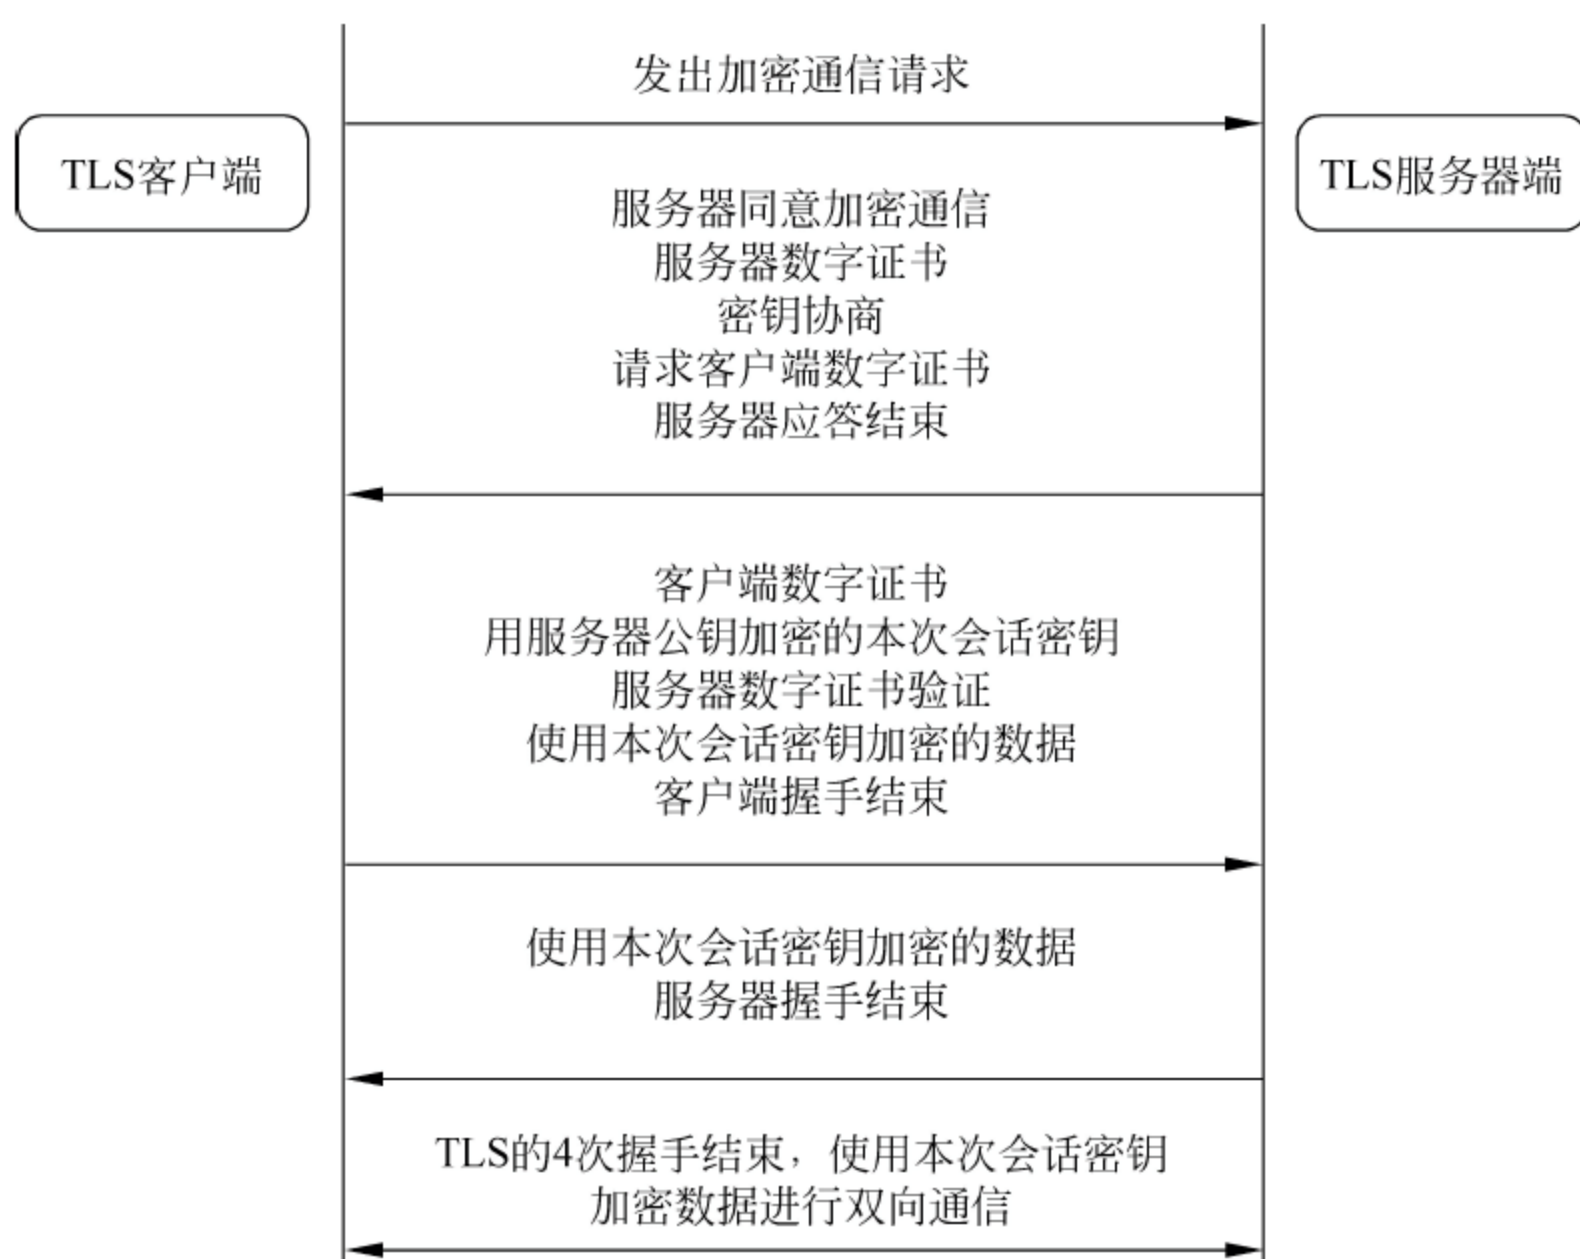 发出加密通信请求
TLS客户端
TLS服务器端
服务器同意加密通信
服务器数字证书
密钥协商
请求客户端数字证书
服务器应答结束
客户端数字证书
用服务器公钥加密的本次会话密钥
服务器数字证书验证
使用本次会话密钥加密的数据
客户端握手结束
使用本次会话密钥加密的数据
服务器握手结束
TLS的4次握手结束，使用本次会话密钥
加密数据进行双向通信